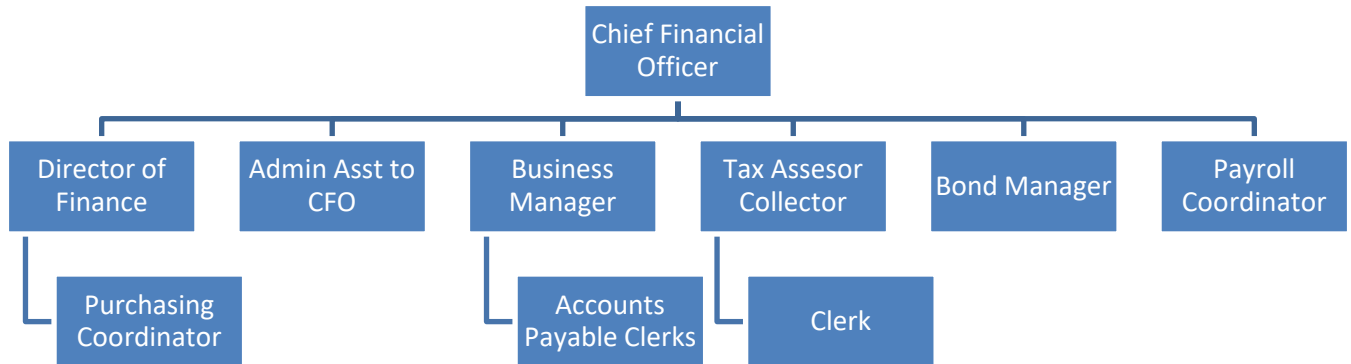 Chief Financial
Officer
Director of
Finance
Admin Asst to
CFO
Business
Manager
Tax Assesor
Collector
Bond Manager
Payroll
Coordinator
Purchasing
Coordinator
Accounts
Payable Clerks
Clerk